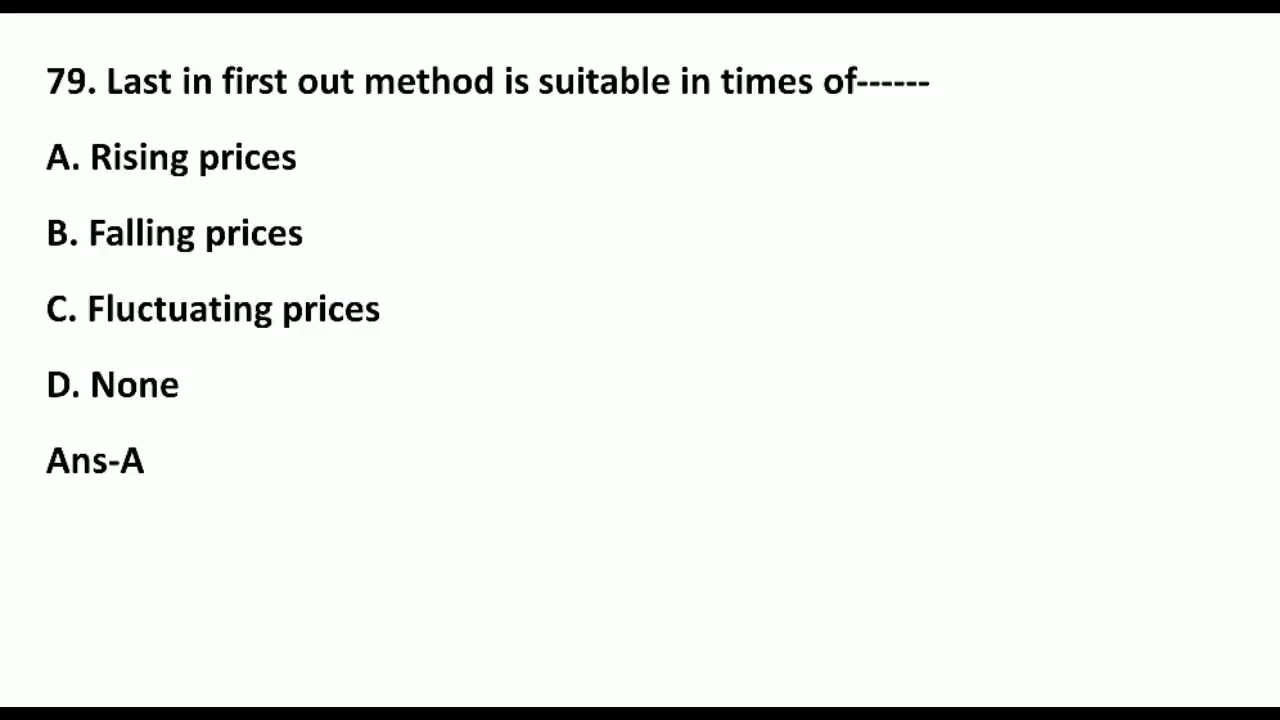 79. Last in first out method is suitable in times of------
A. Rising prices
B. Falling prices
C. Fluctuating prices
D. None
Ans-A